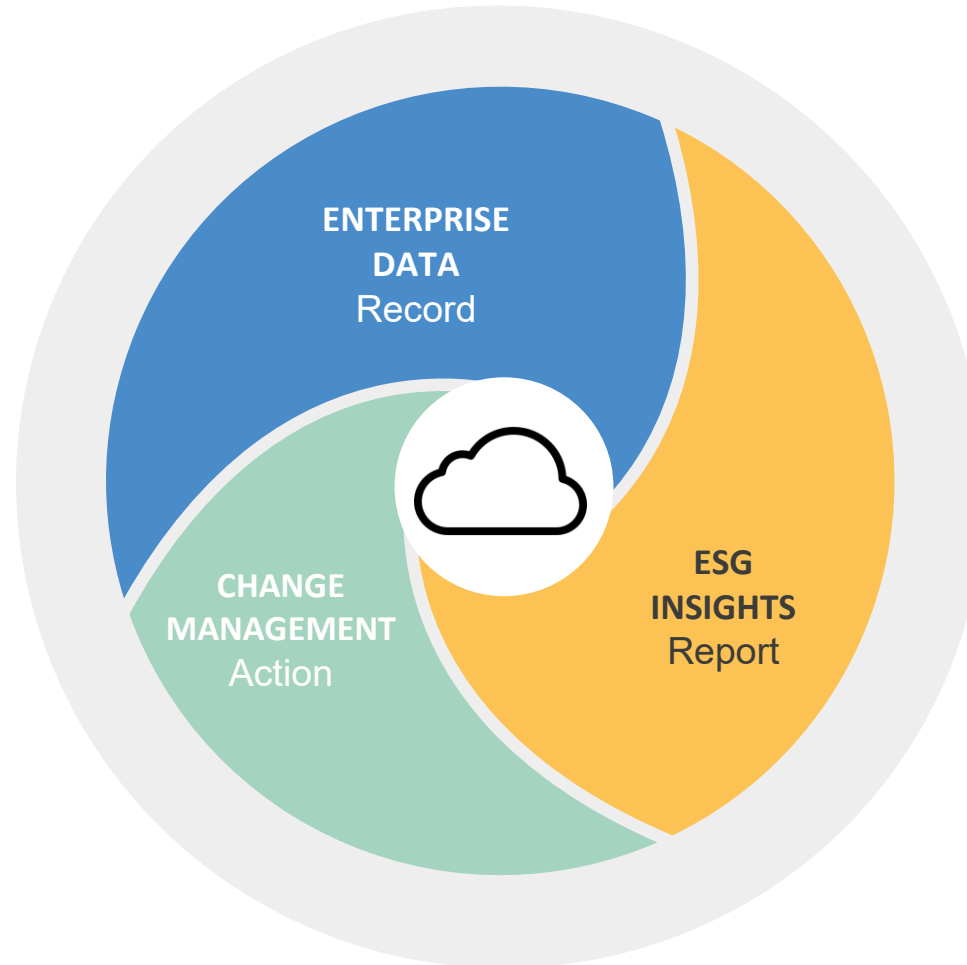 ENTERPRISE
DATA
Record
ESG
INSIGHTS
Report
CHANGE
MANAGEMENT
Action